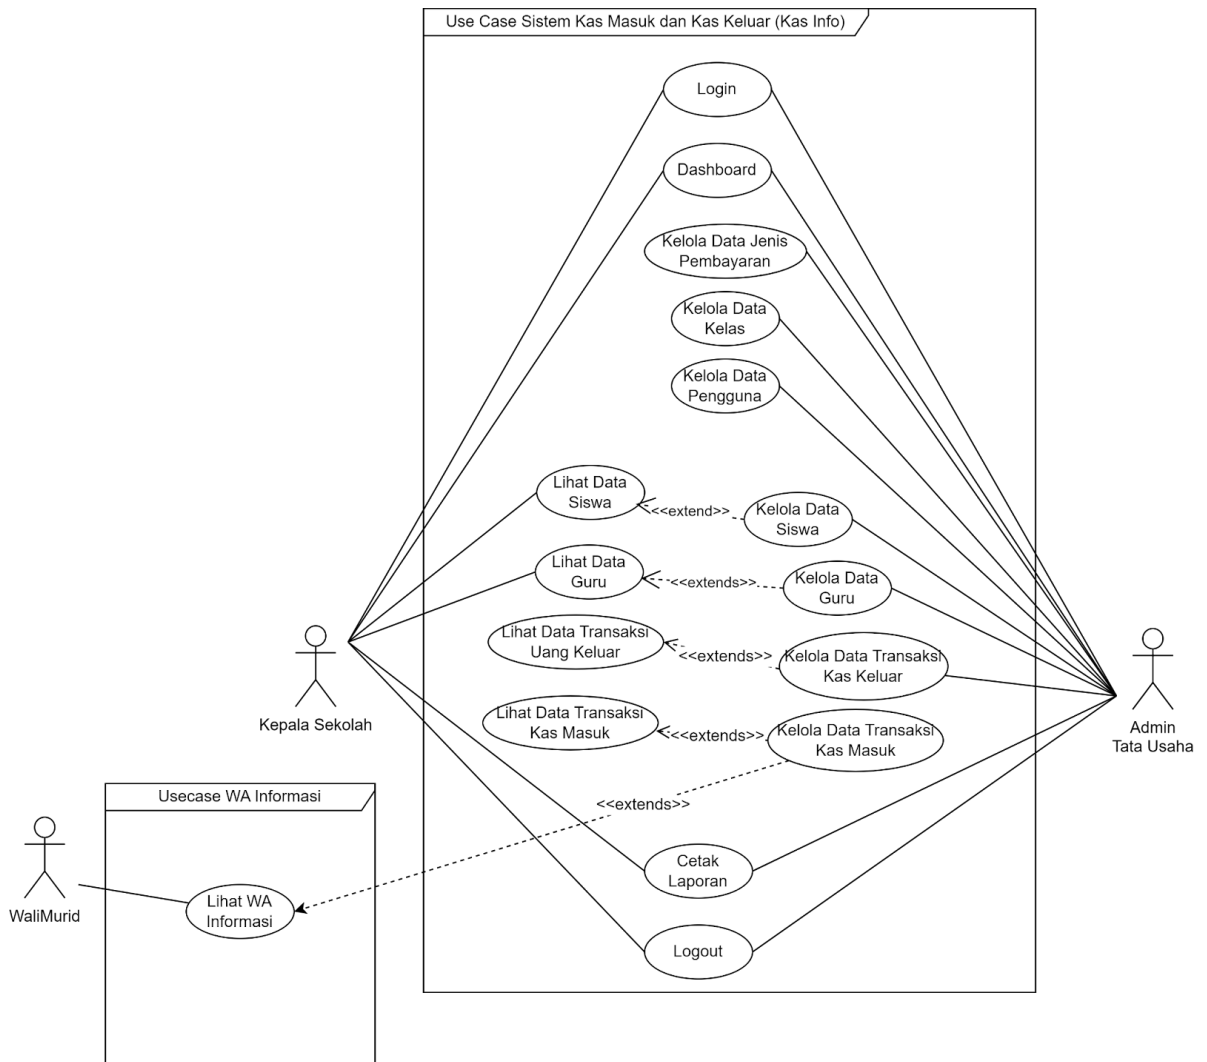 Use Case Sistem Kas Masuk dan Kas Keluar (Kas Info)
Login
Dashboard
Kelola Data Jenis
Pembayaran
Kelola Data
Kelas
Kelola Data
Pengguna
Lihat Data
Siswa
<<extend>>
Kelola Data
Siswa
Lihat Data
Guru
<<extends>>
Kelola Data
Guru
Lihat Data Transaksi
Uang Keluar
<<extends>>
Kelola Data Transaksi
Kas Keluar
Kepala Sekolah
Admin
Tata Usaha
Lihat Data Transaksi
Kas Masuk
<<extends>>
Kelola Data Transaksi
Kas Masuk
Usecase WA Informasi
<<extends>>
WaliMurid
Lihat WA
Informasi
Cetak
Laporan
Logout